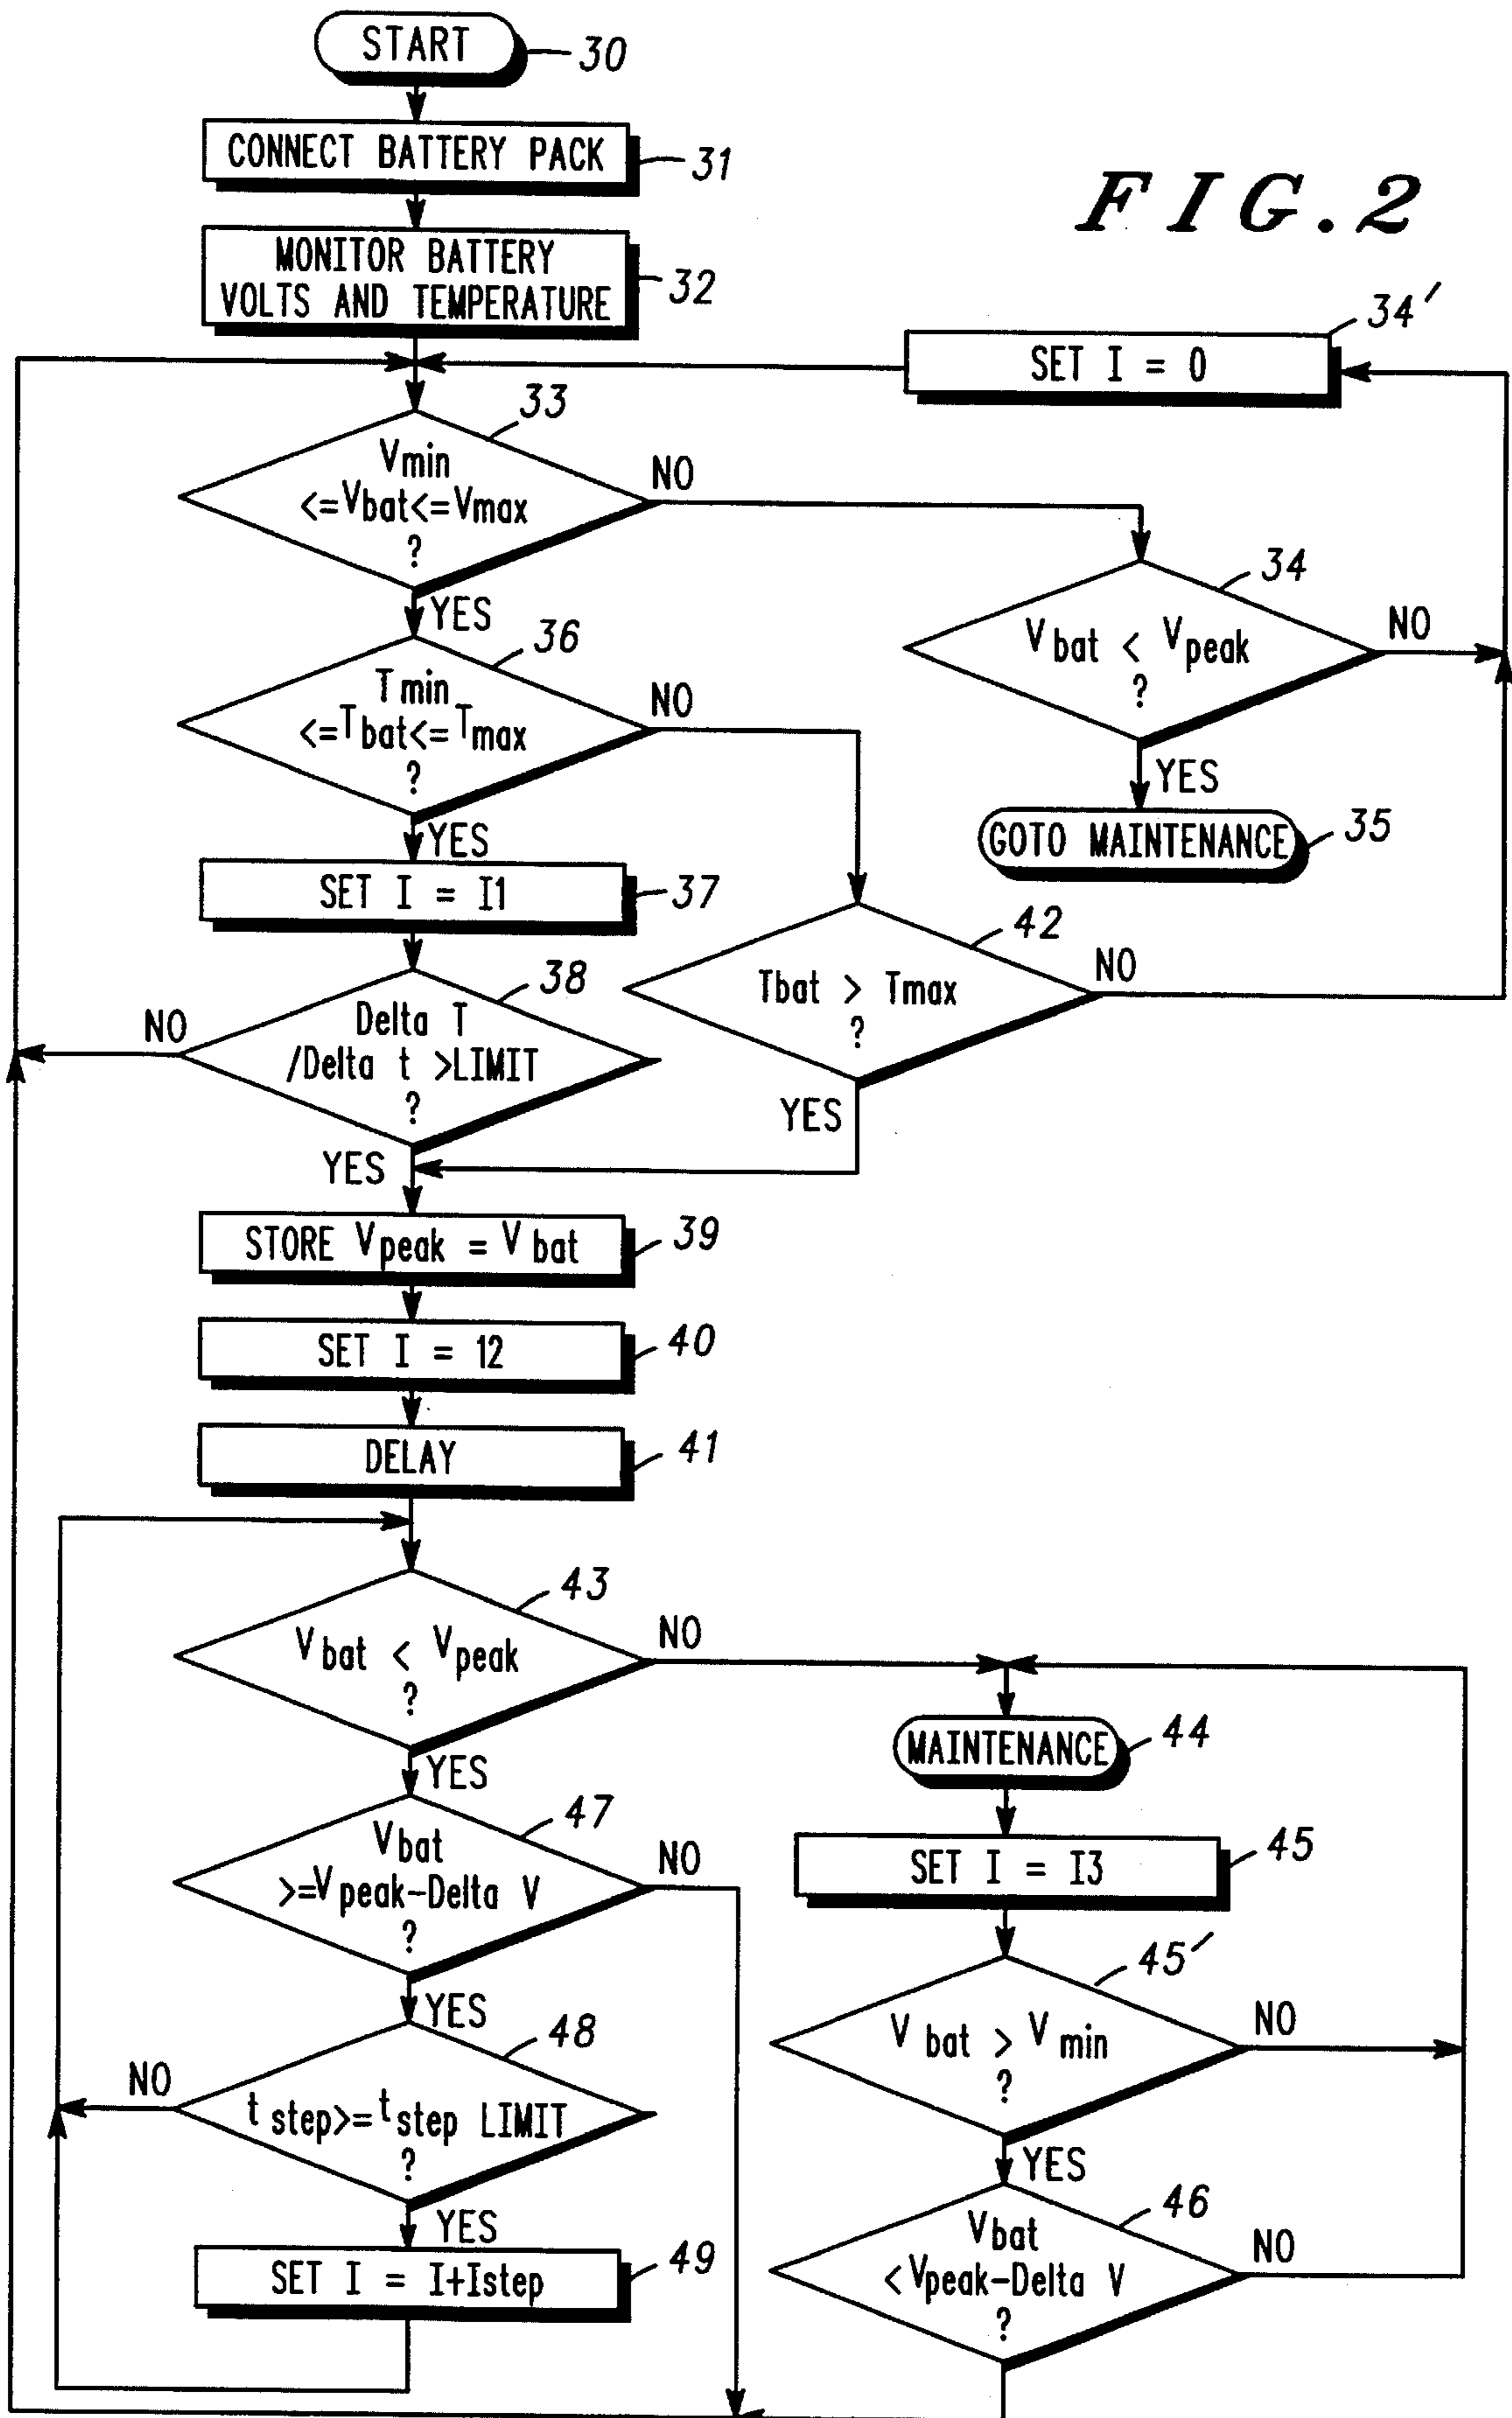 START
30
CONNECT BATTERY PACK
31
FIG.2
MONITOR BATTERY
VOLTS AND TEMPERATURE
32
34'
SET I = 0
33
Vmin
<=Vbat<=Vmax
?
NO
YES
34
Vbat < Vpeak
?
NO
YES
GOTO MAINTENANCE
35
36
Tmin
<=Tbat<=Tmax
?
NO
YES
SET I = I1
37
42
Tbat > Tmax
?
NO
YES
38
Delta T
/Delta t >LIMIT
?
NO
YES
STORE Vpeak = Vbat
39
SET I = 12
40
DELAY
41
43
Vbat < Vpeak
?
NO
YES
MAINTENANCE
44
SET I = I3
45
47
Vbat
>=Vpeak-Delta V
?
NO
YES
45'
Vbat > Vmin
?
NO
YES
48
tstep>=tstep LIMIT
?
NO
YES
46
Vbat
<Vpeak-Delta V
?
NO
SET I = I+Istep
49